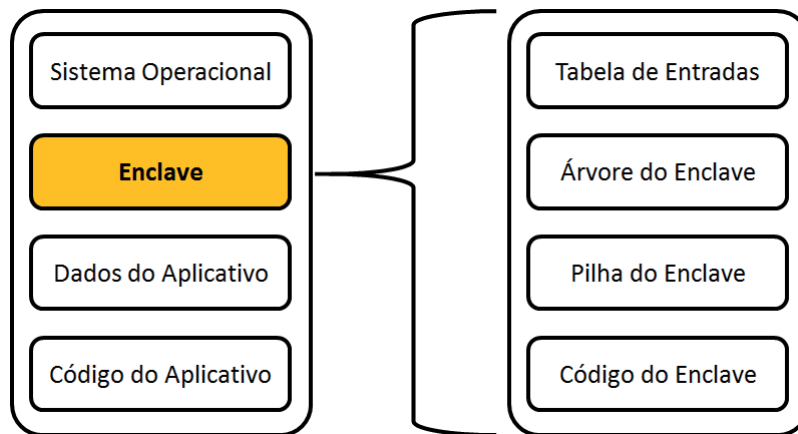 Sistema Operacional
Enclave
Dados do Aplicativo
Código do Aplicativo
Tabela de Entradas
Árvore do Enclave
Pilha do Enclave
Código do Enclave